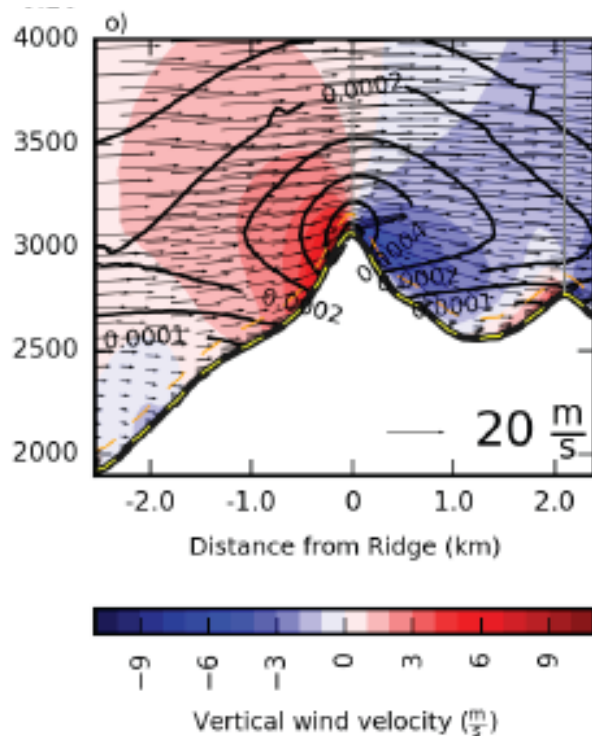 o)
4000
3500
3000
2500
2000
0.0002
0.0004
0.0002
0.0002
0.0001
0.0001
20 m/s
-2.0 -1.0 0 1.0 2.0
Distance from Ridge (km)
−9 −6 −3 0 3 6 9
Vertical wind velocity (m/s)